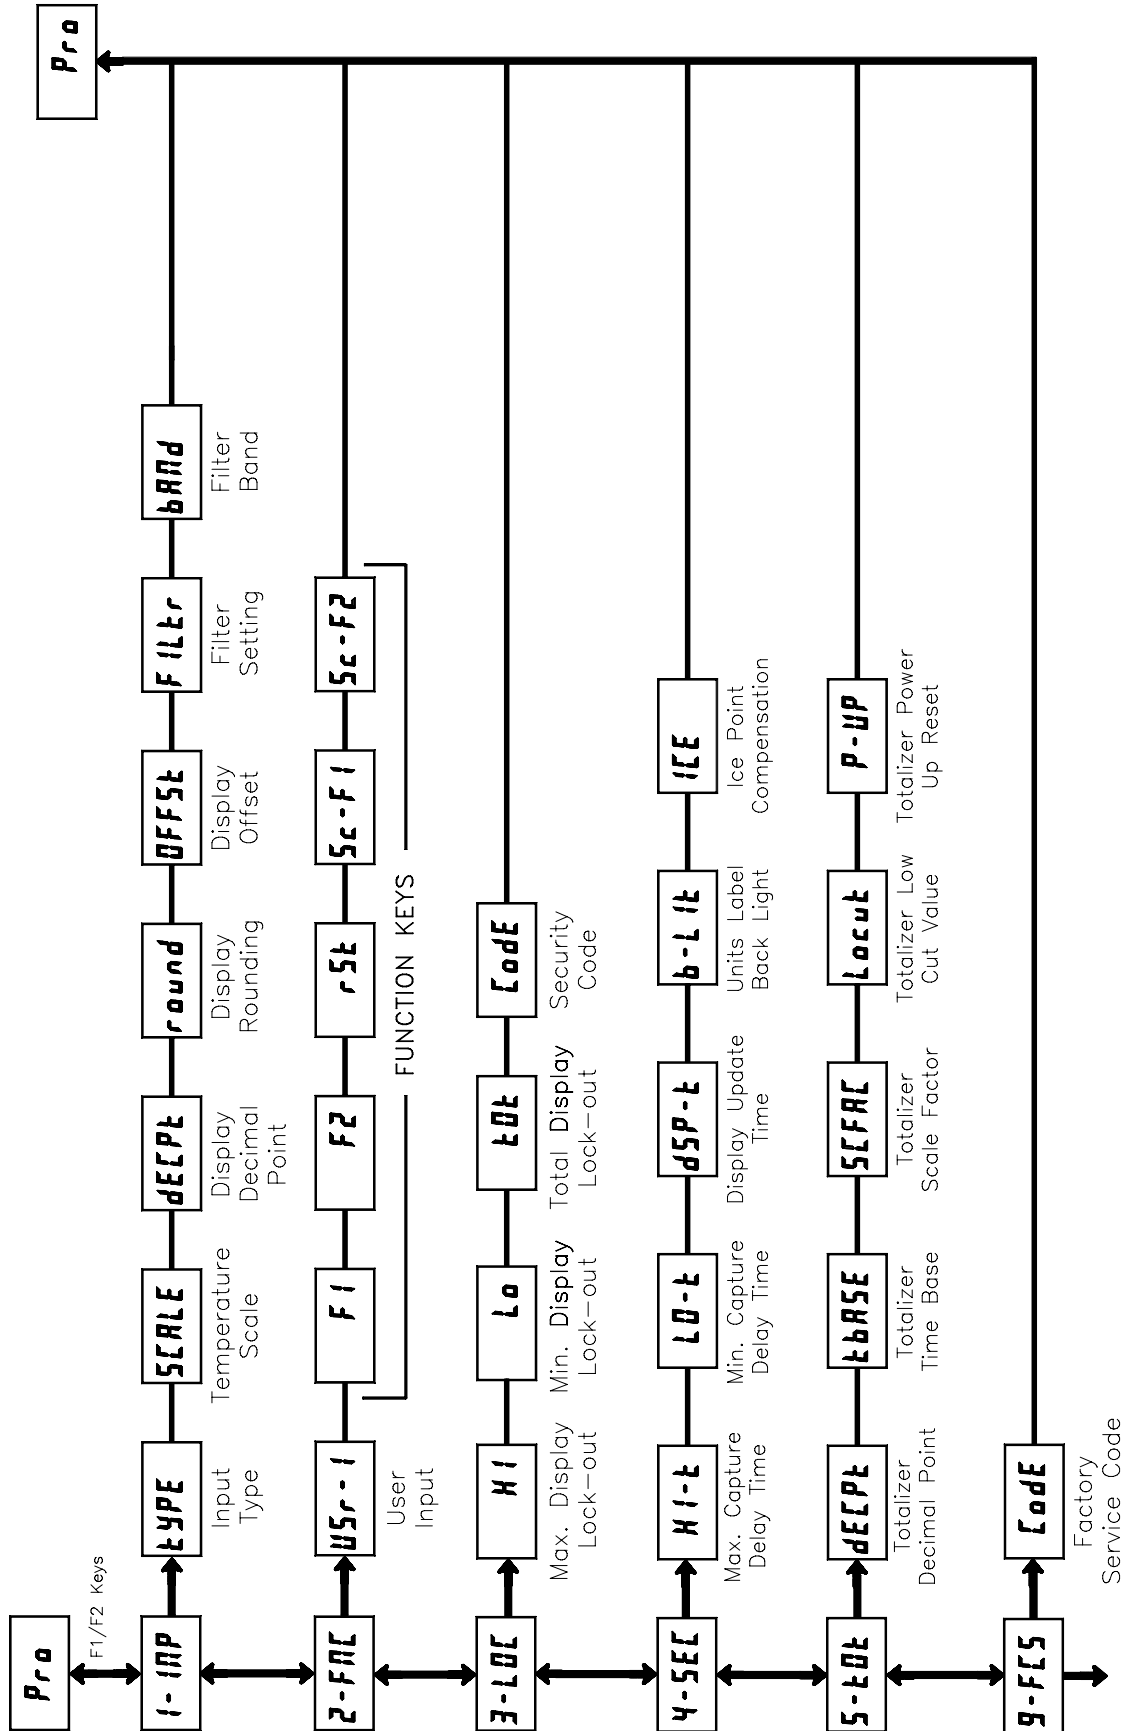 Pro
F1/F2 Keys
Pro
1-INP
tYPE
Input
Type
SCALE
Temperature
Scale
dECPt
Display
Decimal
Point
round
Display
Rounding
OFFSt
Display
Offset
FILtr
Filter
Setting
bANd
Filter
Band
2-FNC
USr-1
User
Input
F1
F2
rSt
Sc-F1
Sc-F2
FUNCTION KEYS
3-LOC
HI
Max. Display
Lock-out
Lo
Min. Display
Lock-out
tOt
Total Display
Lock-out
CodE
Security
Code
4-SEC
HI-t
Max. Capture
Delay Time
LO-t
Min. Capture
Delay Time
dSP-t
Display Update
Time
b-LIt
Units Label
Back Light
ICE
Ice Point
Compensation
5-tOt
dECPt
Totalizer
Decimal Point
tbASE
Totalizer
Time Base
SCFAC
Totalizer
Scale Factor
Locut
Totalizer Low
Cut Value
P-UP
Totalizer Power
Up Reset
9-FCS
CodE
Factory
Service Code